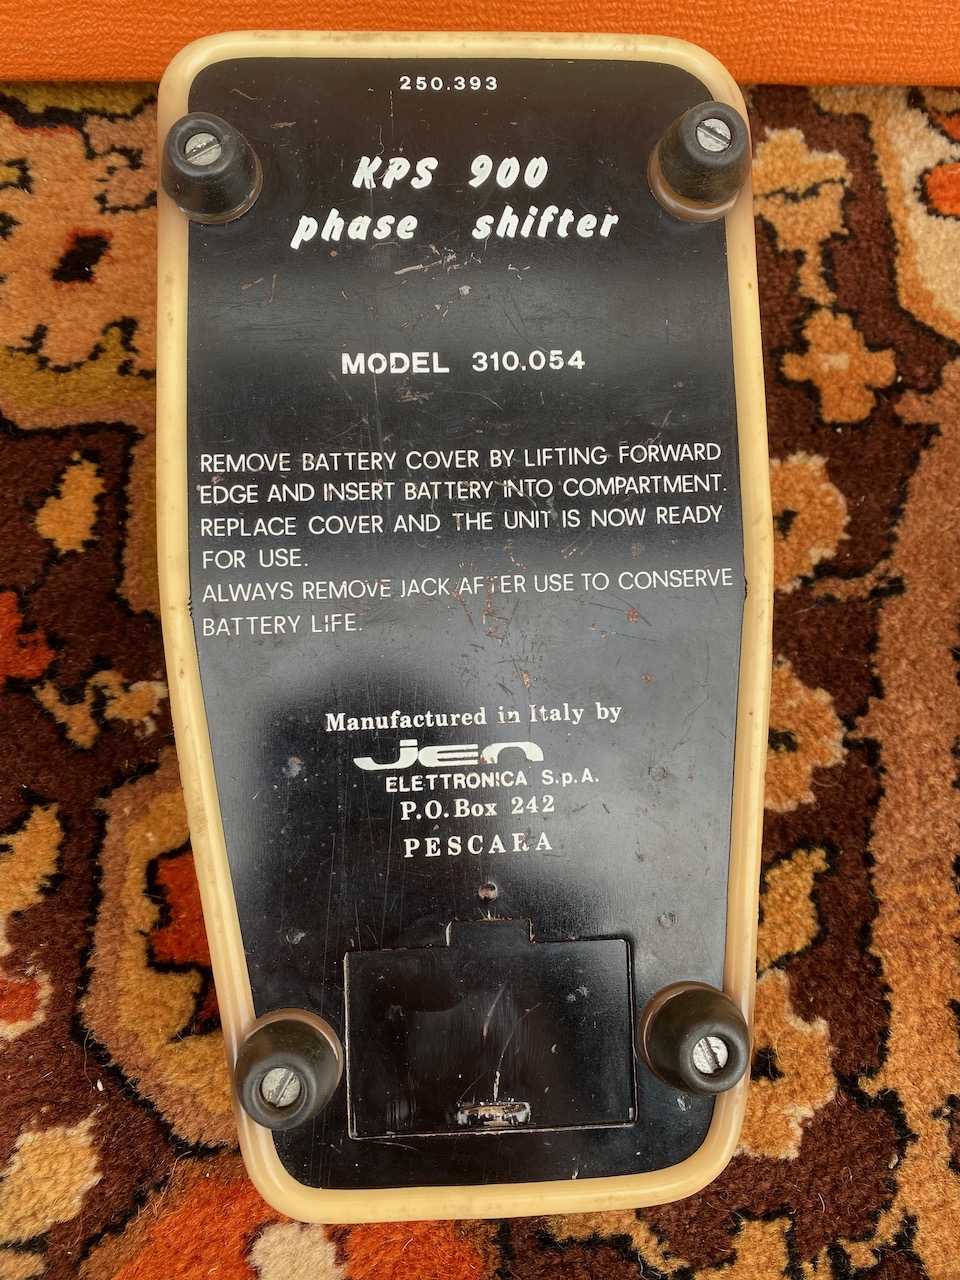 250.393
KPS 900
phase shifter
MODEL 310.054
REMOVE BATTERY COVER BY LIFTING FORWARD
EDGE AND INSERT BATTERY INTO COMPARTMENT.
REPLACE COVER AND THE UNIT IS NOW READY
FOR USE.
ALWAYS REMOVE JACK AFTER USE TO CONSERVE
BATTERY LIFE.
Manufactured in Italy by
jen
ELETTRONICA S.p.A.
P.O. Box 242
PESCARA